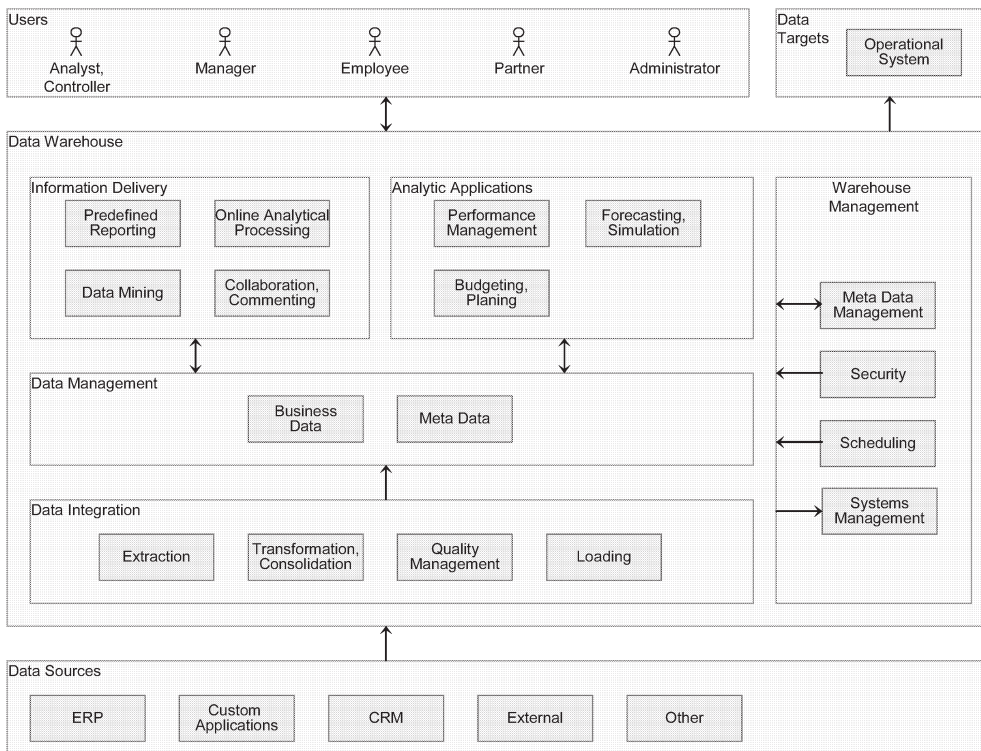 Users
Analyst,
Controller
Manager
Employee
Partner
Administrator
Data
Targets
Operational
System
Data Warehouse
Information Delivery
Predefined
Reporting
Online Analytical
Processing
Data Mining
Collaboration,
Commenting
Analytic Applications
Performance
Management
Forecasting,
Simulation
Budgeting,
Planing
Warehouse
Management
Meta Data
Management
Security
Scheduling
Systems
Management
Data Management
Business
Data
Meta Data
Data Integration
Extraction
Transformation,
Consolidation
Quality
Management
Loading
Data Sources
ERP
Custom
Applications
CRM
External
Other